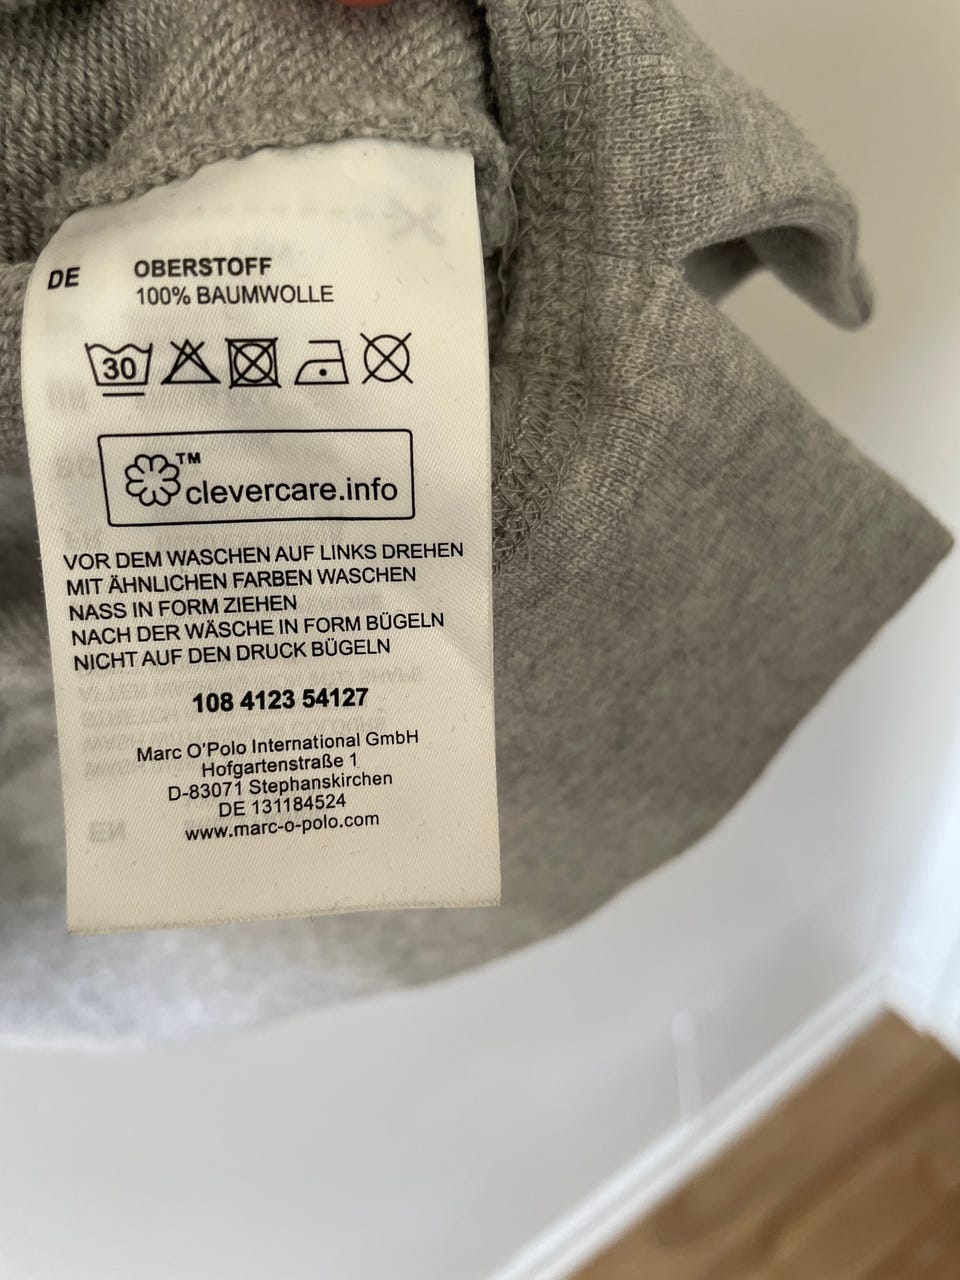 DE OBERSTOFF
100% BAUMWOLLE
30
™
clevercare.info
VOR DEM WASCHEN AUF LINKS DREHEN
MIT ÄHNLICHEN FARBEN WASCHEN
NASS IN FORM ZIEHEN
NACH DER WÄSCHE IN FORM BÜGELN
NICHT AUF DEN DRUCK BÜGELN
108 4123 54127
Marc O'Polo International GmbH
Hofgartenstraße 1
D-83071 Stephanskirchen
DE 131184524
www.marc-o-polo.com